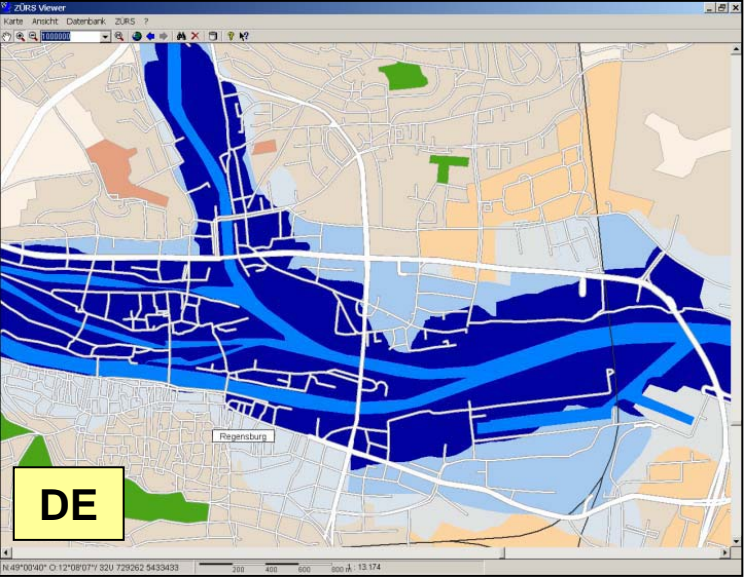 ZÜRS Viewer
Karte Ansicht Datenbank ZÜRS ?
1000000
Regensburg
DE
N:49°00'40" O:12°08'07"/ 32U 729262 5433433
200 400 600 800 m
1 : 13.174